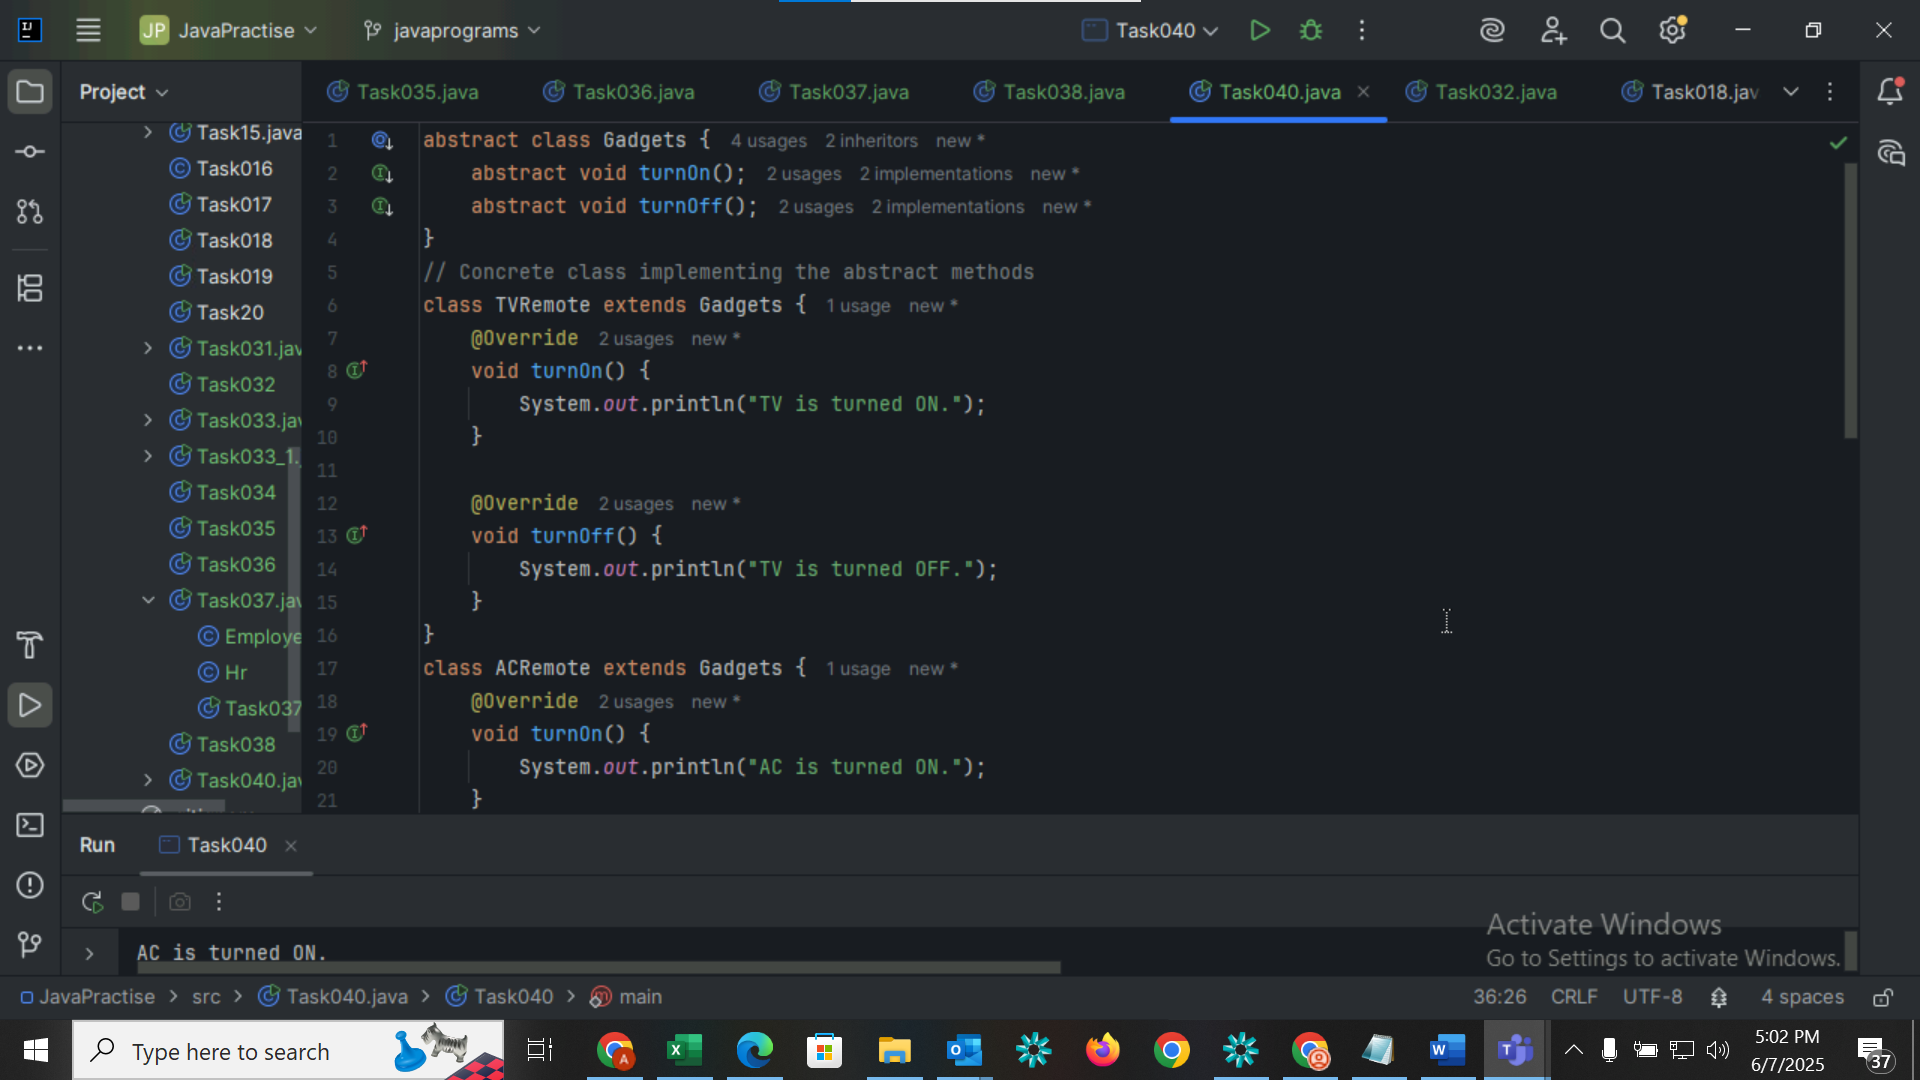 JP JavaPractise javaprograms Task040
Project Task035.java Task036.java Task037.java Task038.java Task040.java Task032.java Task018.jav
Task15.java
Task016
Task017
Task018
Task019
Task20
Task031.jav
Task032
Task033.jav
Task033_1.
Task034
Task035
Task036
Task037.jav
Employe
Hr
Task037
Task038
Task040.jav
1 abstract class Gadgets { 4 usages 2 inheritors new *
2 abstract void turnOn(); 2 usages 2 implementations new *
3 abstract void turnOff(); 2 usages 2 implementations new *
4 }
5 // Concrete class implementing the abstract methods
6 class TVRemote extends Gadgets { 1 usage new *
7 @Override 2 usages new *
8 void turnOn() {
9 System.out.println("TV is turned ON.");
10 }
11
12 @Override 2 usages new *
13 void turnOff() {
14 System.out.println("TV is turned OFF.");
15 }
16 }
17 class ACRemote extends Gadgets { 1 usage new *
18 @Override 2 usages new *
19 void turnOn() {
20 System.out.println("AC is turned ON.");
21 }
Run Task040
AC is turned ON.
Activate Windows
Go to Settings to activate Windows.
JavaPractise > src > Task040.java > Task040 > main 36:26 CRLF UTF-8 4 spaces
Type here to search
5:02 PM
6/7/2025
37